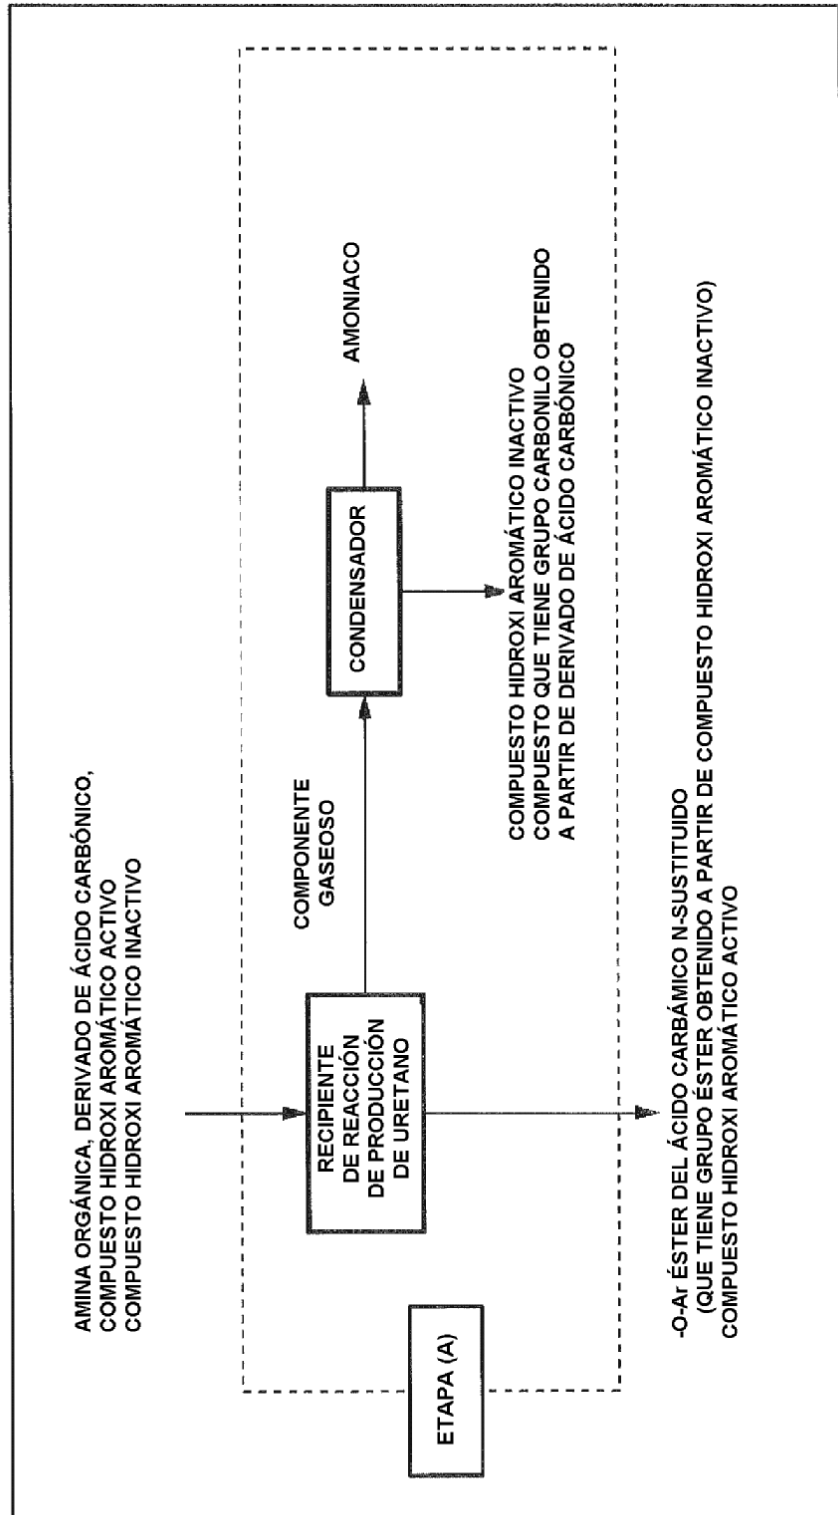 AMINA ORGÁNICA, DERIVADO DE ÁCIDO CARBÓNICO,
COMPUESTO HIDROXI AROMÁTICO ACTIVO
COMPUESTO HIDROXI AROMÁTICO INACTIVO
ETAPA (A)
RECIPIENTE
DE REACCIÓN
DE PRODUCCIÓN
DE URETANO
COMPONENTE
GASEOSO
CONDENSADOR
AMONIACO
COMPUESTO HIDROXI AROMÁTICO INACTIVO
COMPUESTO QUE TIENE GRUPO CARBONILO OBTENIDO
A PARTIR DE DERIVADO DE ÁCIDO CARBÓNICO
-O-Ar ÉSTER DEL ÁCIDO CARBÁMICO N-SUSTITUIDO
(QUE TIENE GRUPO ÉSTER OBTENIDO A PARTIR DE COMPUESTO HIDROXI AROMÁTICO INACTIVO)
COMPUESTO HIDROXI AROMÁTICO ACTIVO